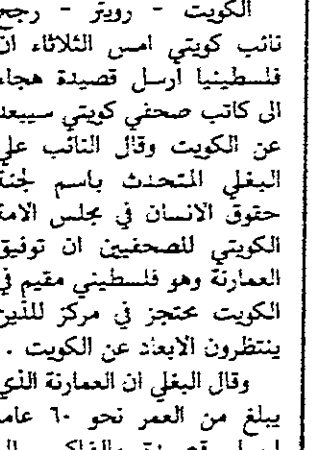 الكويت - رويتر - رجح
نائب كويتي امس الثلاثاء ان
فلسطينيا ارسل قصيدة هجاء
الى كاتب صحفي كويتي سيبعد
عن الكويت وقال النائب علي
البغلي المتحدث باسم لجنة
حقوق الانسان في مجلس الامة
الكويتي للصحفيين ان توفيق
العمارنة وهو فلسطيني مقيم في
الكويت محتجز في مركز للذين
ينتظرون الابعاد عن الكويت .
وقال البغلي ان العمارنة الذي
يبلغ من العمر نحو ٦٠ عاما